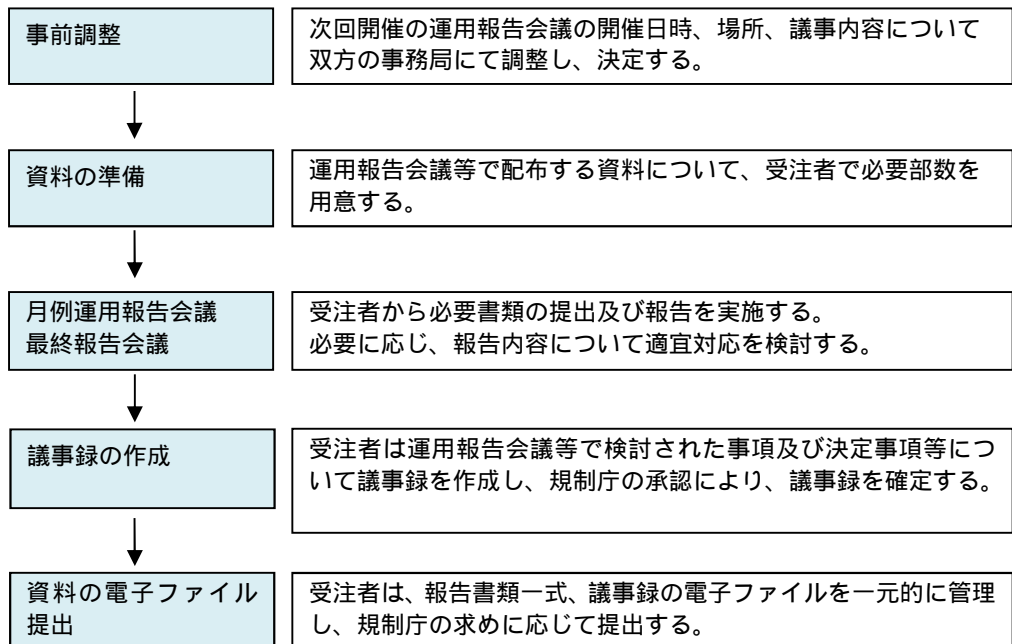 事前調整
次回開催の運用報告会議の開催日時、場所、議事内容について
双方の事務局にて調整し、決定する。
資料の準備
運用報告会議等で配布する資料について、受注者で必要部数を
用意する。
月例運用報告会議
最終報告会議
受注者から必要書類の提出及び報告を実施する。
必要に応じ、報告内容について適宜対応を検討する。
議事録の作成
受注者は運用報告会議等で検討された事項及び決定事項等につ
いて議事録を作成し、規制庁の承認により、議事録を確定する。
資料の電子ファイル
提出
受注者は、報告書類一式、議事録の電子ファイルを一元的に管理
し、規制庁の求めに応じて提出する。